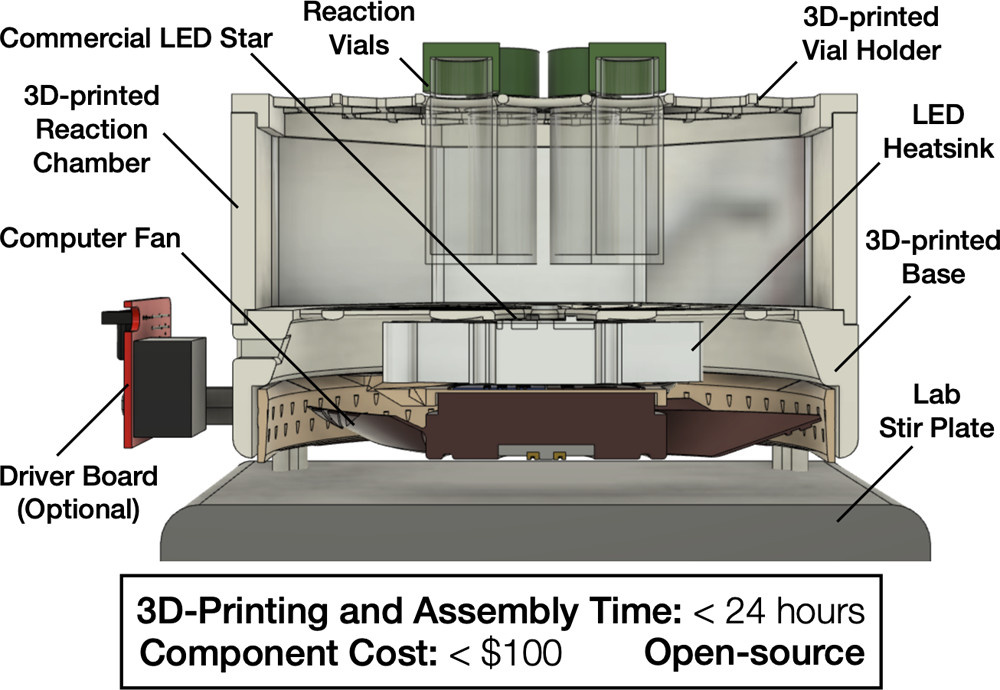 Reaction
Vials
Commercial LED Star
3D-printed
Vial Holder
3D-printed
Reaction
Chamber
LED
Heatsink
Computer Fan
3D-printed
Base
Lab
Stir Plate
Driver Board
(Optional)
3D-Printing and Assembly Time: < 24 hours
Component Cost: < $100 Open-source